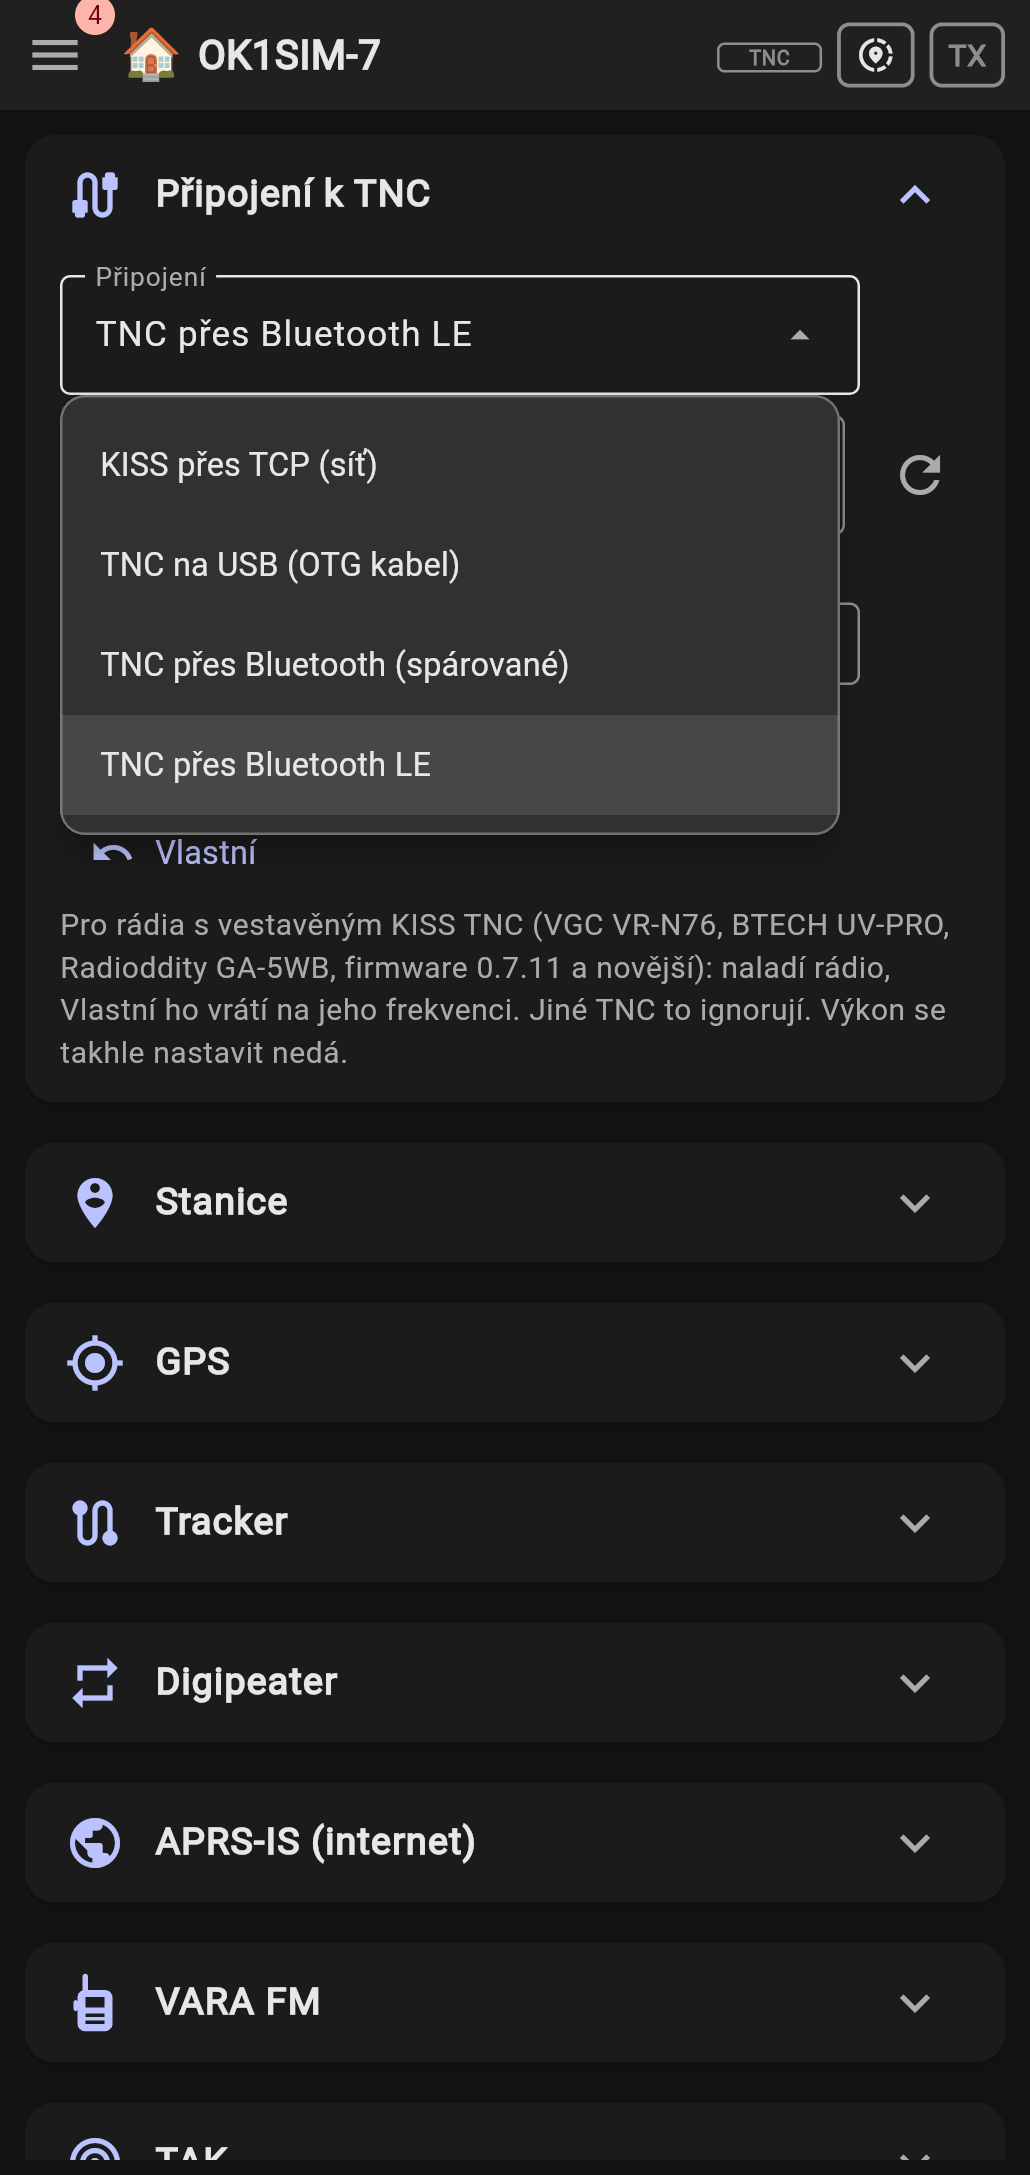 4
OK1SIM-7
TNC
TX
Připojení k TNC
Připojení
TNC přes Bluetooth LE
KISS přes TCP (síť)
TNC na USB (OTG kabel)
TNC přes Bluetooth (spárované)
TNC přes Bluetooth LE
Vlastní
Pro rádia s vestavěným KISS TNC (VGC VR-N76, BTECH UV-PRO,
Radioddity GA-5WB, firmware 0.7.11 a novější): naladí rádio,
Vlastní ho vrátí na jeho frekvenci. Jiné TNC to ignorují. Výkon se
takhle nastavit nedá.
Stanice
GPS
Tracker
Digipeater
APRS-IS (internet)
VARA FM
TAK